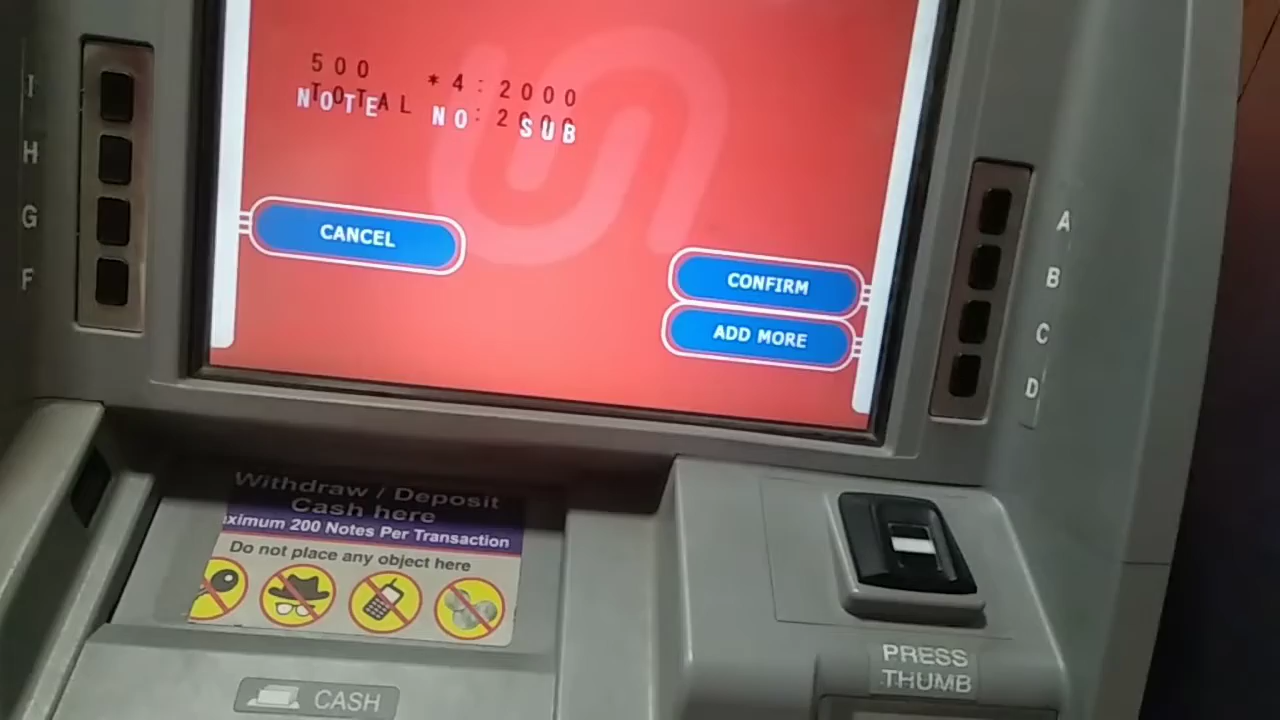 500 *4:2000
TOTAL : 2000
NOTE NO SUB
CANCEL
CONFIRM
ADD MORE
I
H
G
F
A
B
C
D
Withdraw / Deposit
Cash here
ximum 200 Notes Per Transaction
Do not place any object here
CASH
PRESS
THUMB